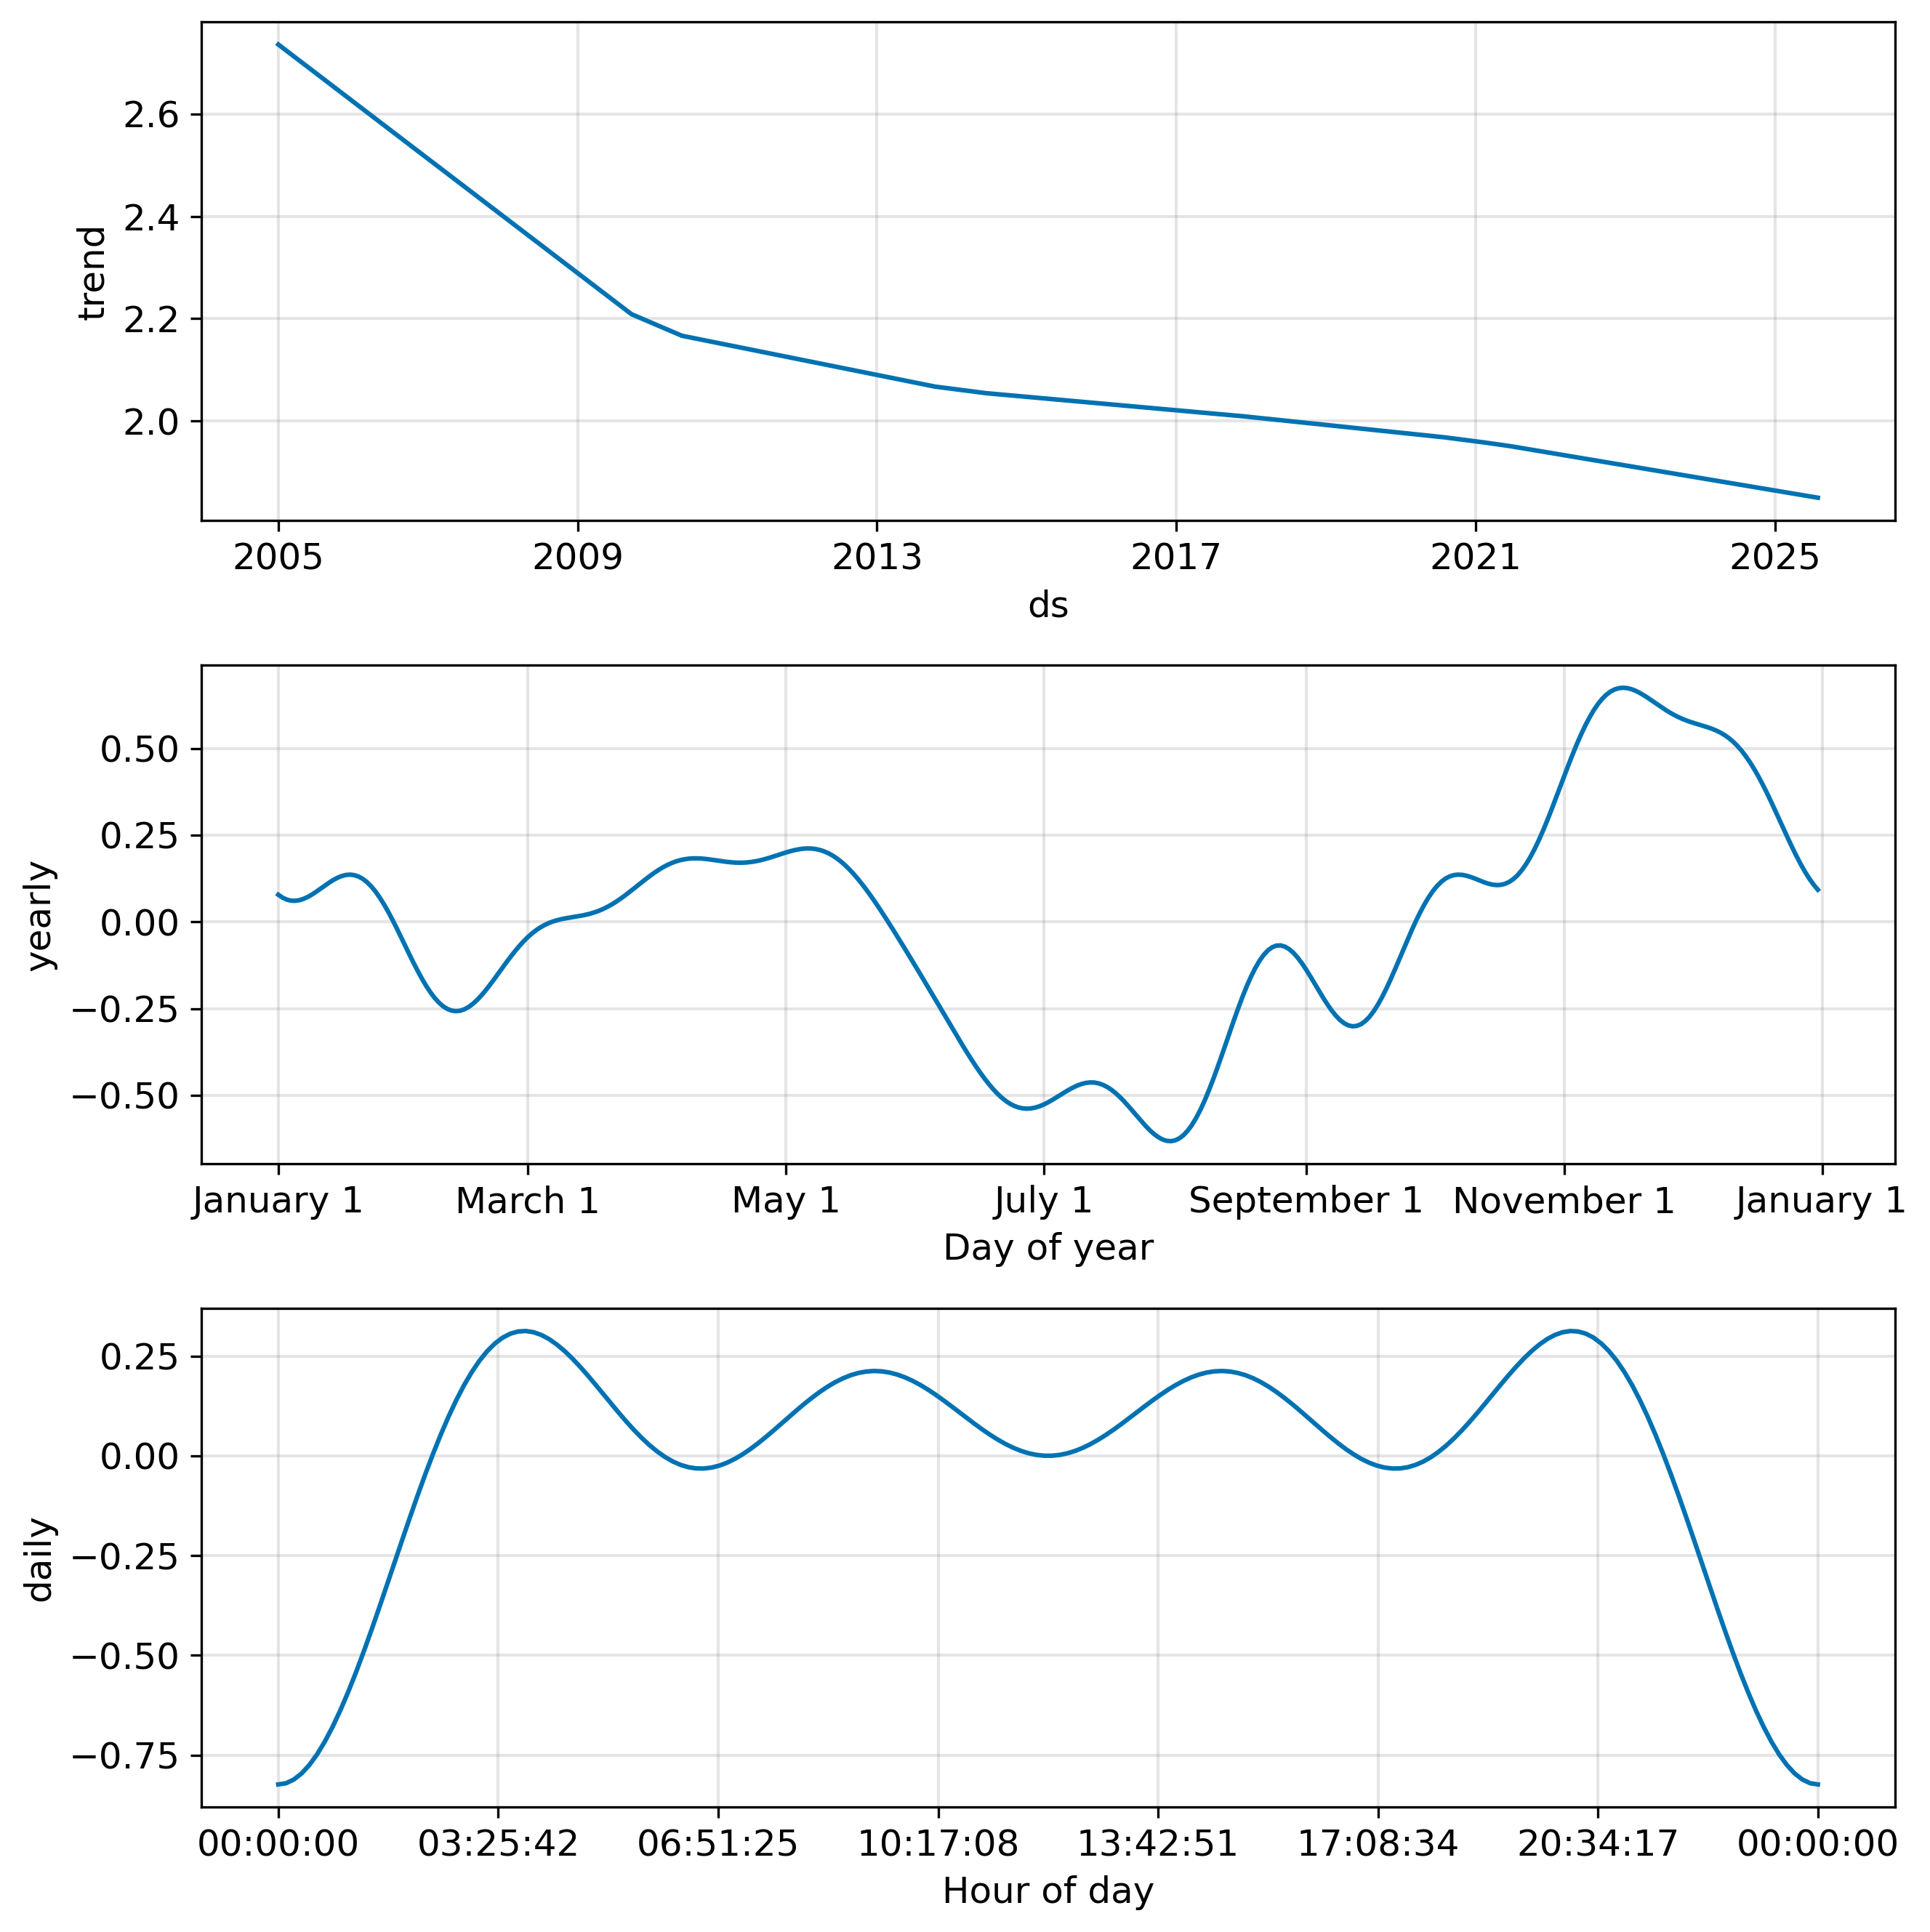 2.6
2.4
2.2
2.0
trend
2005 2009 2013 2017 2021 2025
ds
0.50
0.25
0.00
−0.25
−0.50
yearly
January 1 March 1 May 1 July 1 September 1 November 1 January 1
Day of year
0.25
0.00
−0.25
−0.50
−0.75
daily
00:00:00 03:25:42 06:51:25 10:17:08 13:42:51 17:08:34 20:34:17 00:00:00
Hour of day